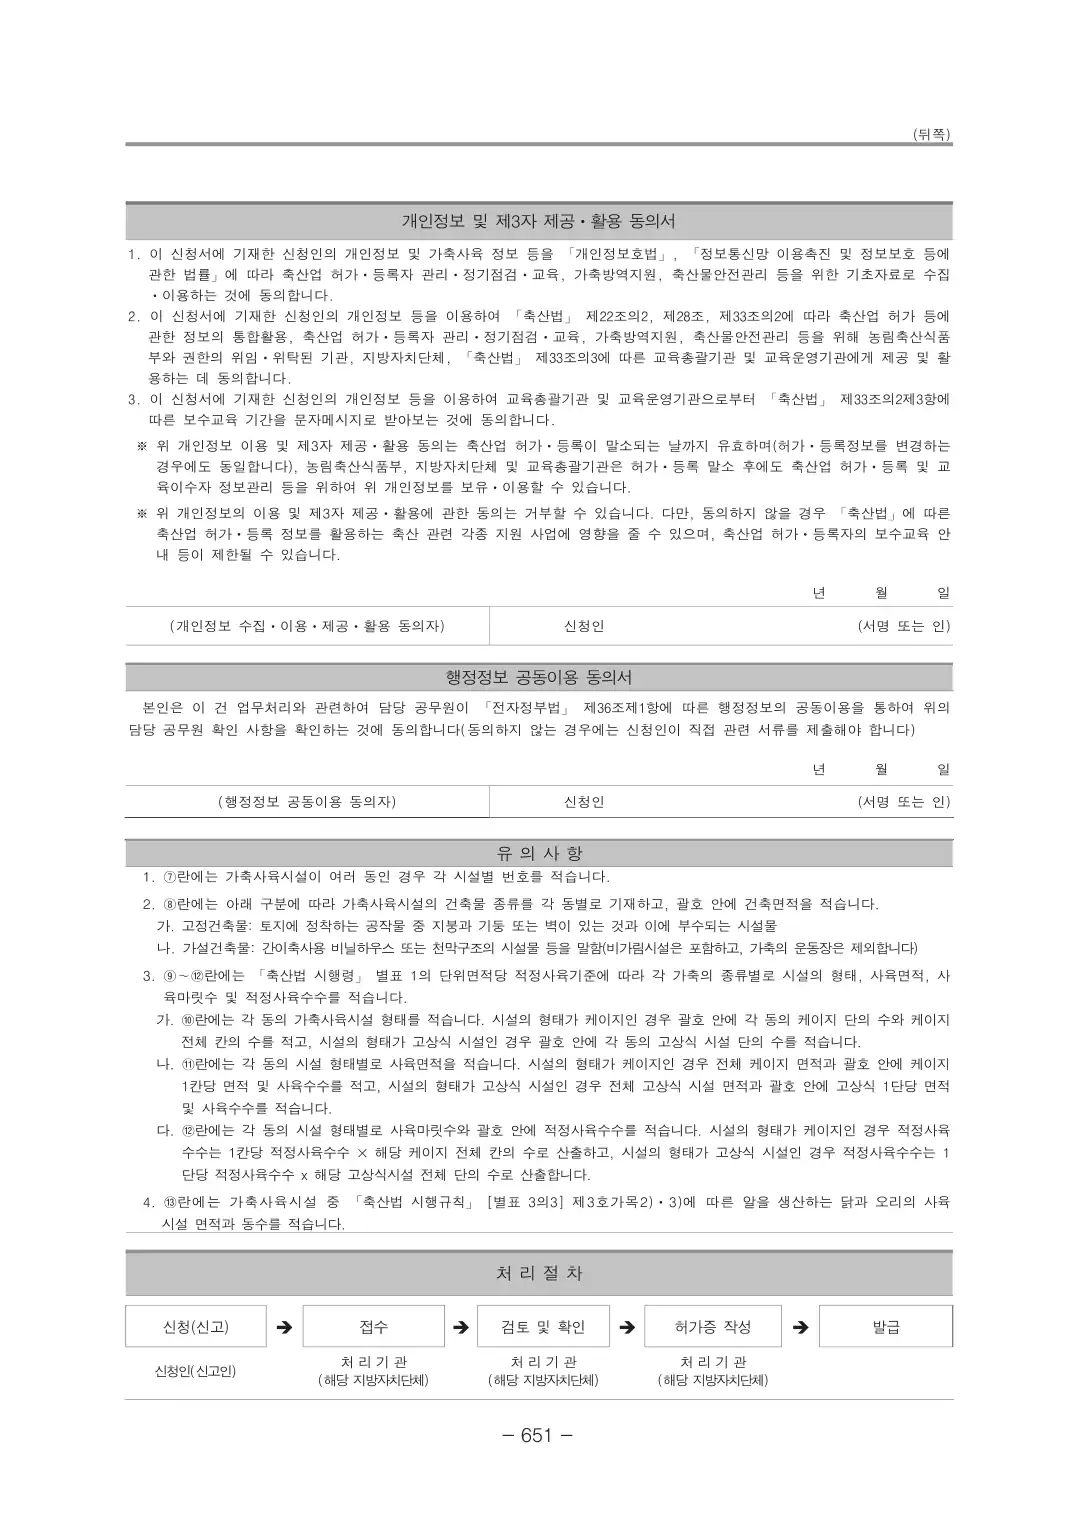 (뒤쪽)
개인정보 및 제3자 제공·활용 동의서
1. 이 신청서에 기재한 신청인의 개인정보 및 가축사육 정보 등을 「개인정보보호법」, 「정보통신망 이용촉진 및 정보보호 등에
관한 법률」에 따라 축산업 허가·등록자 관리·정기점검·교육, 가축방역지원, 축산물안전관리 등을 위한 기초자료로 수집
·이용하는 것에 동의합니다.
2. 이 신청서에 기재한 신청인의 개인정보 등을 이용하여 「축산법」 제22조의2, 제28조, 제33조의2에 따라 축산업 허가 등에
관한 정보의 통합활용, 축산업 허가·등록자 관리·정기점검·교육, 가축방역지원, 축산물안전관리 등을 위해 농림축산식품
부와 권한의 위임·위탁된 기관, 지방자치단체, 「축산법」 제33조의3에 따른 교육총괄기관 및 교육운영기관에게 제공 및 활
용하는 데 동의합니다.
3. 이 신청서에 기재한 신청인의 개인정보 등을 이용하여 교육총괄기관 및 교육운영기관으로부터 「축산법」 제33조의2제3항에
따른 보수교육 기간을 문자메시지로 받아보는 것에 동의합니다.
※ 위 개인정보 이용 및 제3자 제공·활용 동의는 축산업 허가·등록이 말소되는 날까지 유효하며(허가·등록정보를 변경하는
경우에도 동일합니다), 농림축산식품부, 지방자치단체 및 교육총괄기관은 허가·등록 말소 후에도 축산업 허가·등록 및 교
육이수자 정보관리 등을 위하여 위 개인정보를 보유·이용할 수 있습니다.
※ 위 개인정보의 이용 및 제3자 제공·활용에 관한 동의는 거부할 수 있습니다. 다만, 동의하지 않을 경우 「축산법」에 따른
축산업 허가·등록 정보를 활용하는 축산 관련 각종 지원 사업에 영향을 줄 수 있으며, 축산업 허가·등록자의 보수교육 안
내 등이 제한될 수 있습니다.
년 월 일
(개인정보 수집·이용·제공·활용 동의자) 신청인 (서명 또는 인)
행정정보 공동이용 동의서
본인은 이 건 업무처리와 관련하여 담당 공무원이 「전자정부법」 제36조제1항에 따른 행정정보의 공동이용을 통하여 위의
담당 공무원 확인 사항을 확인하는 것에 동의합니다(동의하지 않는 경우에는 신청인이 직접 관련 서류를 제출해야 합니다)
년 월 일
(행정정보 공동이용 동의자) 신청인 (서명 또는 인)
유 의 사 항
1. ⑦란에는 가축사육시설이 여러 동인 경우 각 시설별 번호를 적습니다.
2. ⑧란에는 아래 구분에 따라 가축사육시설의 건축물 종류를 각 동별로 기재하고, 괄호 안에 건축면적을 적습니다.
가. 고정건축물: 토지에 정착하는 공작물 중 지붕과 기둥 또는 벽이 있는 것과 이에 부수되는 시설물
나. 가설건축물: 간이축사용 비닐하우스 또는 천막구조의 시설물 등을 말함(비가림시설은 포함하고, 가축의 운동장은 제외합니다)
3. ⑨~⑫란에는 「축산법 시행령」 별표 1의 단위면적당 적정사육기준에 따라 각 가축의 종류별로 시설의 형태, 사육면적, 사
육마릿수 및 적정사육수수를 적습니다.
가. ⑩란에는 각 동의 가축사육시설 형태를 적습니다. 시설의 형태가 케이지인 경우 괄호 안에 각 동의 케이지 단의 수와 케이지
전체 칸의 수를 적고, 시설의 형태가 고상식 시설인 경우 괄호 안에 각 동의 고상식 시설 단의 수를 적습니다.
나. ⑪란에는 각 동의 시설 형태별로 사육면적을 적습니다. 시설의 형태가 케이지인 경우 전체 케이지 면적과 괄호 안에 케이지
1칸당 면적 및 사육수수를 적고, 시설의 형태가 고상식 시설인 경우 전체 고상식 시설 면적과 괄호 안에 고상식 1단당 면적
및 사육수수를 적습니다.
다. ⑫란에는 각 동의 시설 형태별로 사육마릿수와 괄호 안에 적정사육수수를 적습니다. 시설의 형태가 케이지인 경우 적정사육
수수는 1칸당 적정사육수수 × 해당 케이지 전체 칸의 수로 산출하고, 시설의 형태가 고상식 시설인 경우 적정사육수수는 1
단당 적정사육수수 x 해당 고상식시설 전체 단의 수로 산출합니다.
4. ⑬란에는 가축사육시설 중 「축산법 시행규칙」 [별표 3의3] 제3호가목2)·3)에 따른 알을 생산하는 닭과 오리의 사육
시설 면적과 동수를 적습니다.
처 리 절 차
신청(신고) ➔ 접수 ➔ 검토 및 확인 ➔ 허가증 작성 ➔ 발급
신청인(신고인) 처 리 기 관 처 리 기 관 처 리 기 관
(해당 지방자치단체) (해당 지방자치단체) (해당 지방자치단체)
- 651 -